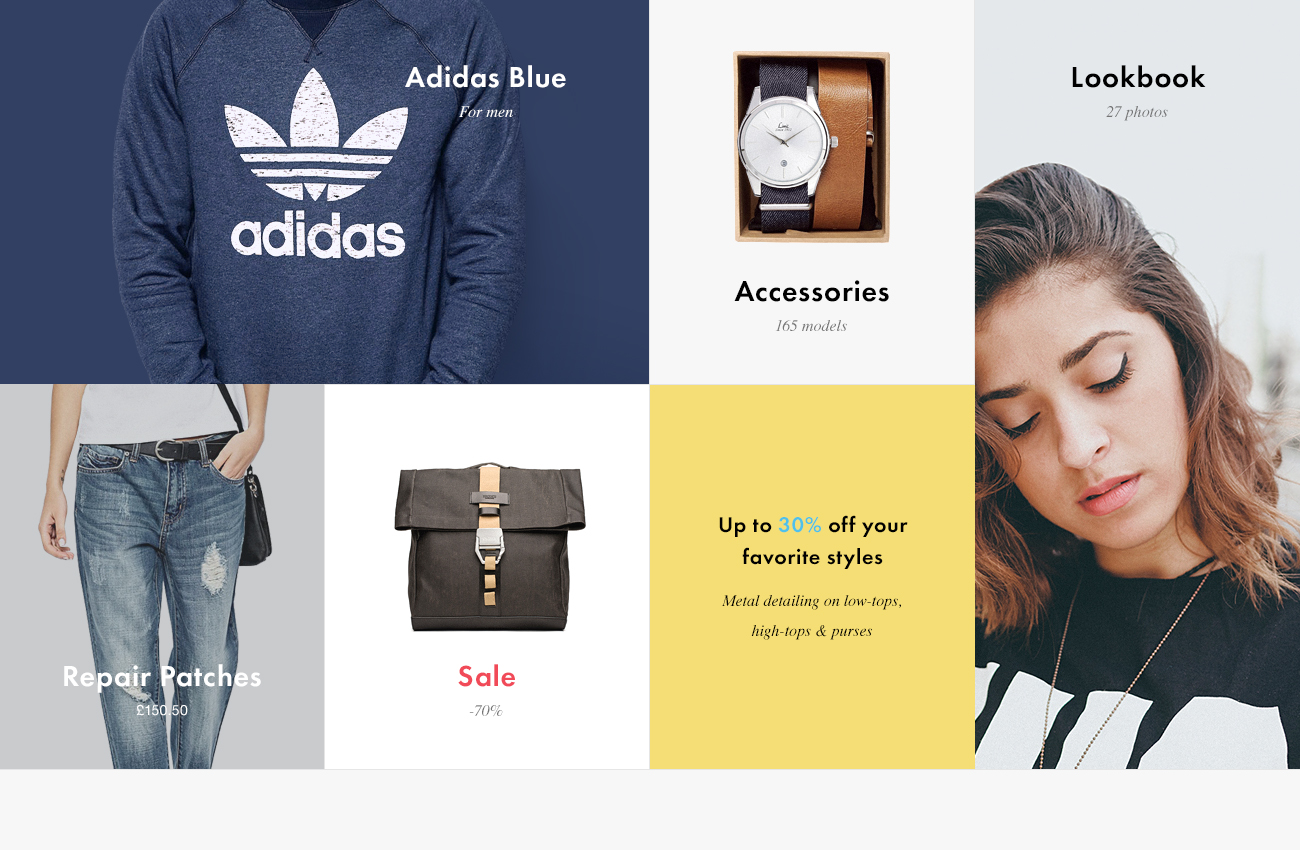 Adidas Blue
For men
adidas
Accessories
165 models
Lookbook
27 photos
Repair Patches
£150.50
Sale
-70%
Up to 30% off your
favorite styles
Metal detailing on low-tops,
high-tops & purses